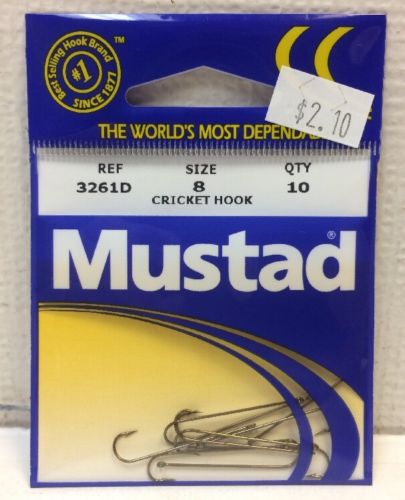 Best Selling Hook Brand
#1
SINCE 1871
TM
$2.10
THE WORLD'S MOST
REF SIZE QTY
3261D 8 10
CRICKET HOOK
Mustad®